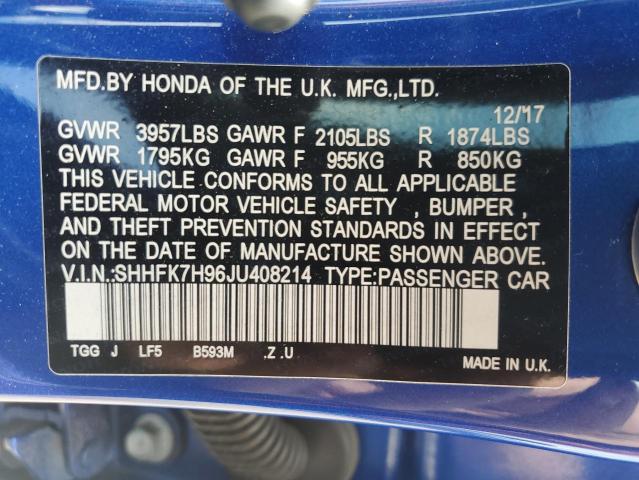 MFD.BY HONDA OF THE U.K. MFG.,LTD.
12/17
GVWR 3957LBS GAWR F 2105LBS R 1874LBS
GVWR 1795KG GAWR F 955KG R 850KG
THIS VEHICLE CONFORMS TO ALL APPLICABLE
FEDERAL MOTOR VEHICLE SAFETY , BUMPER ,
AND THEFT PREVENTION STANDARDS IN EFFECT
ON THE DATE OF MANUFACTURE SHOWN ABOVE.
V.I.N.:SHHFK7H96JU408214 TYPE:PASSENGER CAR
TGG J LF5 B593M .Z .U
MADE IN U.K.